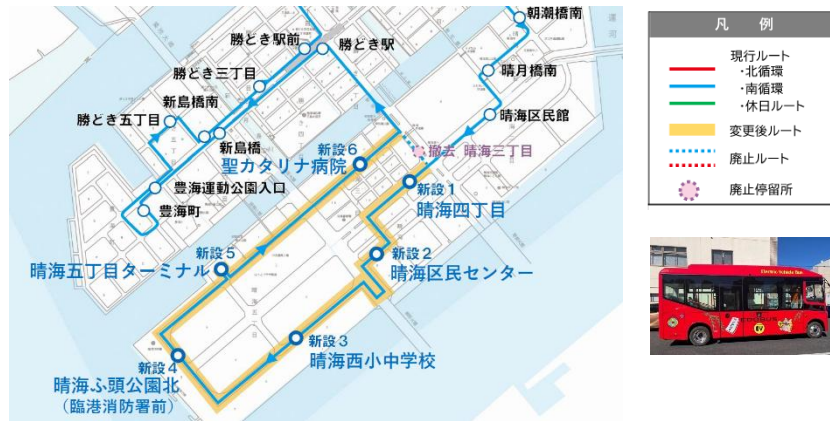 朝潮橋南
勝どき駅前
勝どき駅
晴月橋南
勝どき三丁目
新島橋南
勝どき五丁目
晴海区民館
新島橋
新設6
聖カタリナ病院
撤去 晴海三丁目
豊海運動公園入口
豊海町
新設1
晴海四丁目
新設2
晴海区民センター
新設5
晴海五丁目ターミナル
新設3
晴海西小中学校
新設4
晴海ふ頭公園北
(臨港消防署前)
凡 例
現行ルート
・北循環
・南循環
・休日ルート
変更後ルート
廃止ルート
廃止停留所
EV